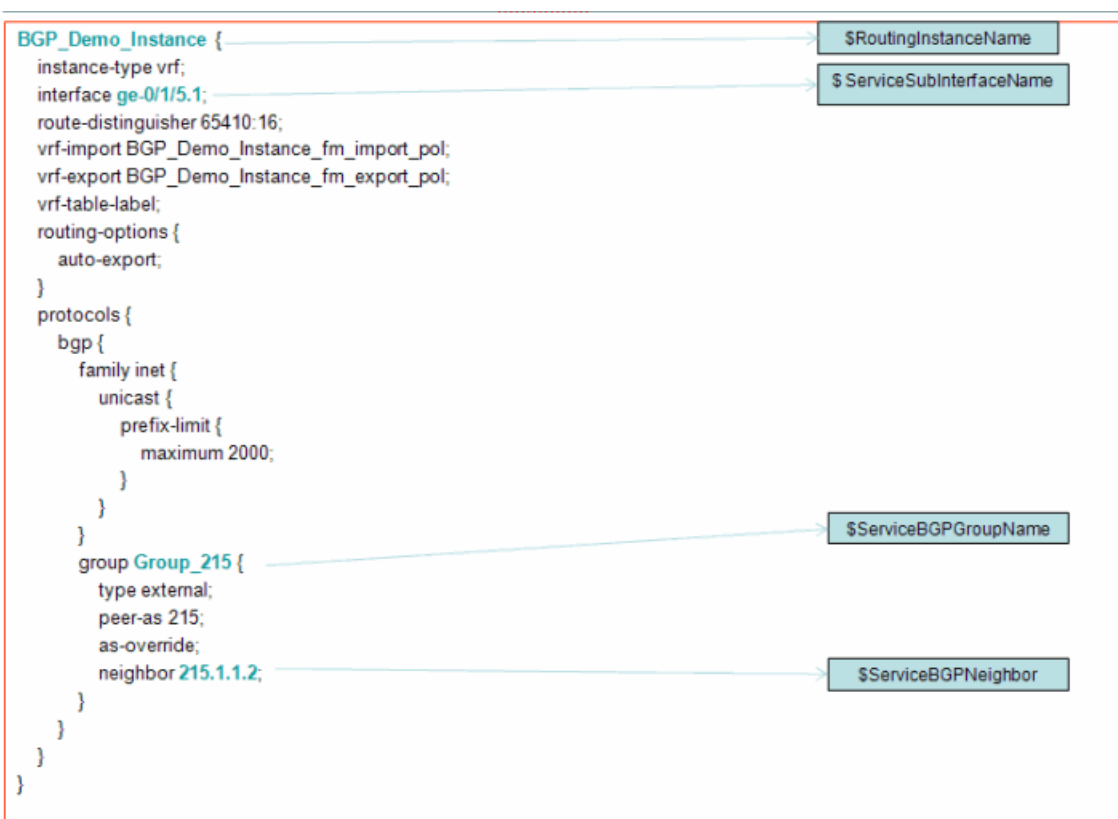 BGP_Demo_Instance {
$RoutingInstanceName
instance-type vrf;
interface ge-0/1/5.1;
$ ServiceSubInterfaceName
route-distinguisher 65410:16;
vrf-import BGP_Demo_Instance_fm_import_pol;
vrf-export BGP_Demo_Instance_fm_export_pol;
vrf-table-label;
routing-options {
auto-export;
}
protocols {
bgp {
family inet {
unicast {
prefix-limit {
maximum 2000;
}
}
}
$ServiceBGPGroupName
group Group_215 {
type external;
peer-as 215;
as-override;
neighbor 215.1.1.2;
$ServiceBGPNeighbor
}
}
}
}